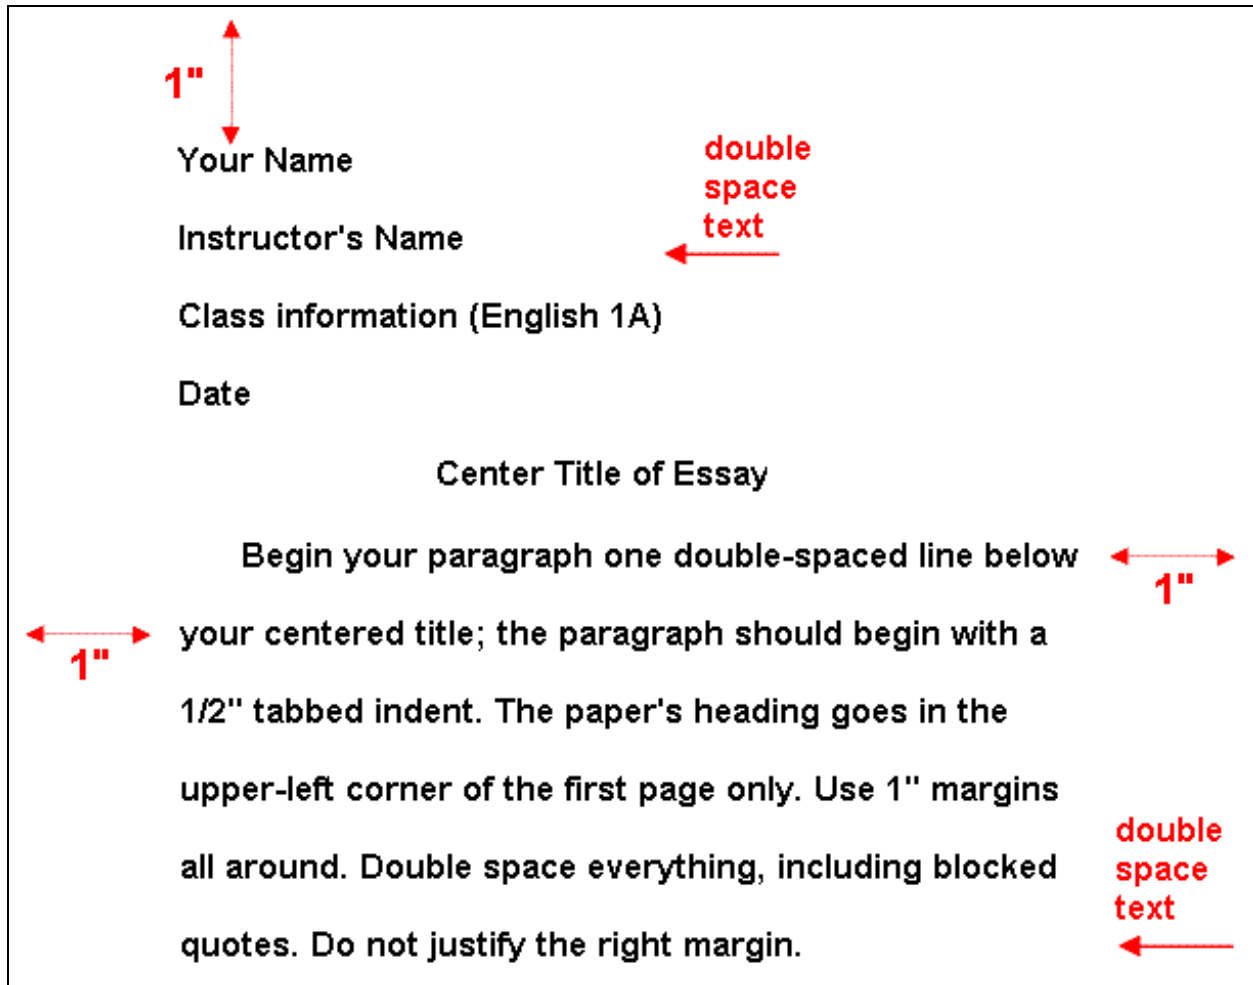 1"
Your Name
double
space
text
Instructor's Name
Class information (English 1A)
Date
Center Title of Essay
Begin your paragraph one double-spaced line below
1"
your centered title; the paragraph should begin with a
1"
1/2" tabbed indent. The paper's heading goes in the
upper-left corner of the first page only. Use 1" margins
all around. Double space everything, including blocked
quotes. Do not justify the right margin.
double
space
text